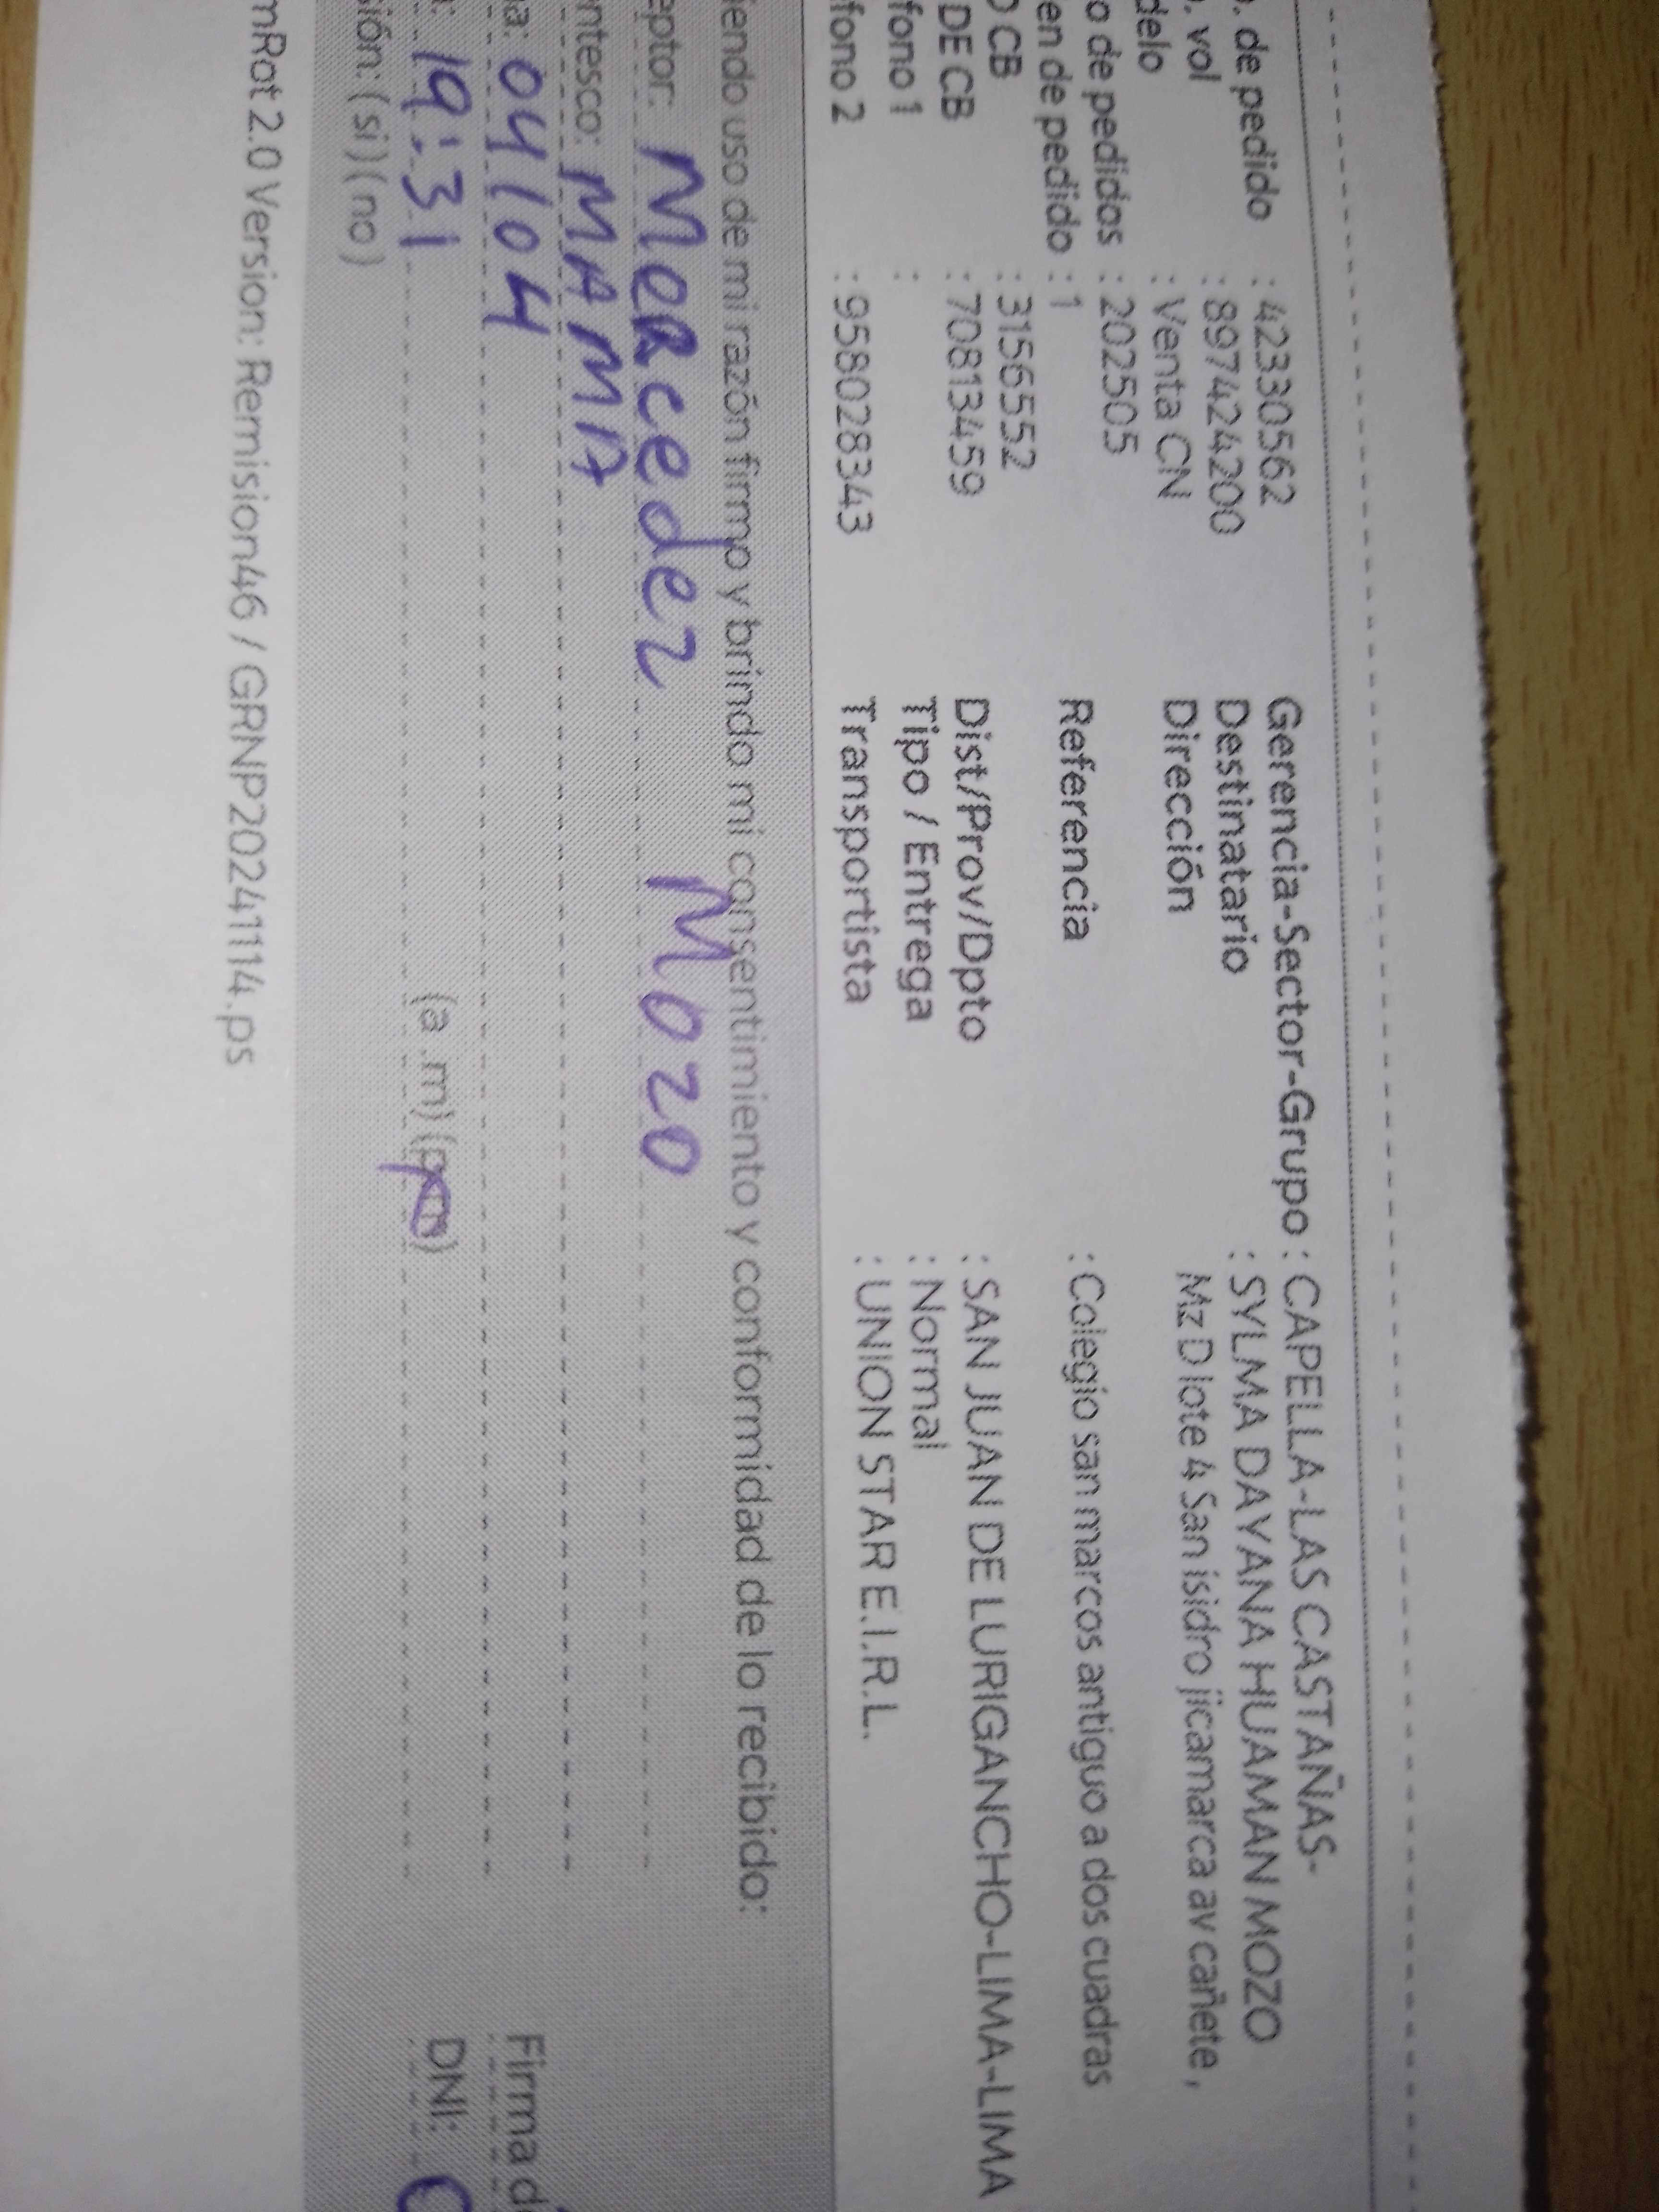 . de pedido : 42330562 Gerencia-Sector-Grupo : CAPELLA-LAS CASTAÑAS-
. vol : 897424200 Destinatario : SYLMA DAYANA HUAMAN MOZO
delo : Venta CN Dirección Mz D lote 4 San isidro jicamarca av cañete ,
o de pedidos : 202505
en de pedido : 1 Referencia : Colegio san marcos antiguo a dos cuadras
O CB : 3156552
DE CB : 70813459 Dist/Prov/Dpto : SAN JUAN DE LURIGANCHO-LIMA-LIMA
fono 1 : Tipo / Entrega : Normal
fono 2 : 958028343 Transportista : UNION STAR E.I.R.L.
iendo uso de mi razón firmo y brindo mi consentimiento y conformidad de lo recibido:
eptor: Mercedez Mozo
ntesco: MAMA
a: 04/04 Firma d
: 19:31 (a .m) (pm) DNI:
sión: ( si ) ( no )
mRot 2.0 Version: Remision46 / GRNP20241114.ps